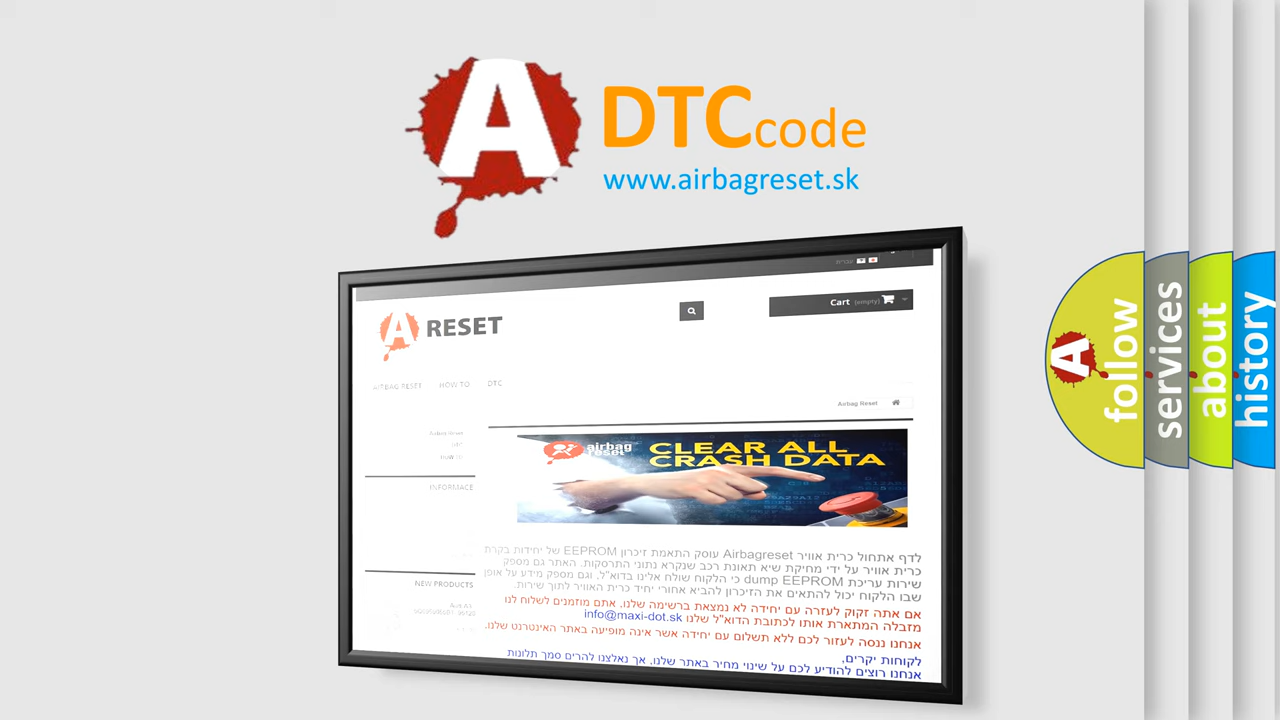 A
DTC code
www.airbagreset.sk
עברית
A RESET
Cart (empty)
AIRBAG RESET HOW TO DTC
Airbag Reset
Airbag Reset
INFORMACE
airbag
reset
CLEAR ALL
CRASH DATA
לדף אתחול כרית אוויר Airbagreset עוסק התאמת זיכרון EEPROM של יחידות בקרת
כרית אוויר על ידי מחיקת שיא תאונת רכב שנקרא נתוני התרסקות. האתר גם מספק
שירות עריכת EEPROM dump כי הלקוח שולח אלינו בדוא"ל, וגם מספק מידע על אופן
שבו הלקוח יכול להתאים את הזיכרון להביא אחורי יחיד כרית האוויר לתוך שירות.
NEW PRODUCTS
אם אתה זקוק לעזרה עם יחידה לא נמצאת ברשימה שלנו, אתם מוזמנים לשלוח לנו
מזבלה המתארת אותו לכתובת הדוא"ל שלנו info@maxi-dot.sk
אנחנו ננסה לעזור לכם ללא תשלום עם יחידה אשר אינה מופיעה באתר האינטרנט שלנו.
לקוחות יקרים,
אנחנו רוצים להודיע לכם על שינוי מחיר באתר שלנו, אך נאלצנו להרים סמך תלונות
A
follow
services
about
history